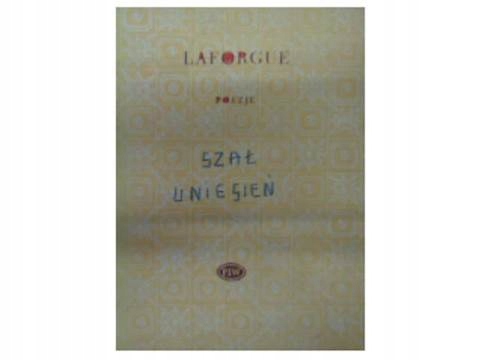 LAFORGUE
POEZJE
SZAŁ
UNIESIEŃ
PIW